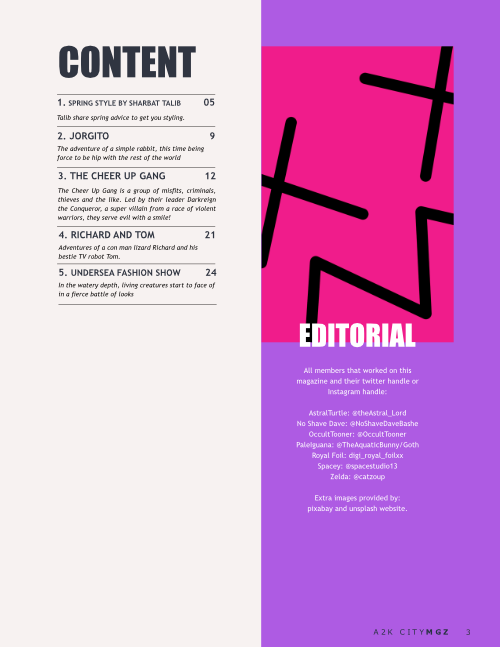 CONTENT
1. SPRING STYLE BY SHARBAT TALIB 05
Talib share spring advice to get you styling.
2. JORGITO 9
The adventure of a simple rabbit, this time being
force to be hip with the rest of the world
3. THE CHEER UP GANG 12
The Cheer Up Gang is a group of misfits, criminals,
thieves and the like. Led by their leader Darkreign
the Conqueror, a super villain from a race of violent
warriors, they serve evil with a smile!
4. RICHARD AND TOM 21
Adventures of a con man lizard Richard and his
bestie TV robot Tom.
5. UNDERSEA FASHION SHOW 24
In the watery depth, living creatures start to face of
in a fierce battle of looks
EDITORIAL
All members that worked on this
magazine and their twitter handle or
Instagram handle:
AstralTurtle: @theAstral_Lord
No Shave Dave: @NoShaveDaveBashe
OccultTooner: @OccultTooner
PaleIguana: @TheAquaticBunny/Goth
Royal Foil: digi_royal_foilxx
Spacey: @spacestudio13
Zelda: @catzoup
Extra images provided by:
pixabay and unsplash website.
A2K CITYMGZ 3